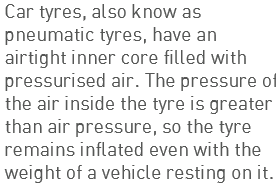 Car tyres, also know as
pneumatic tyres, have an
airtight inner core filled with
pressurised air. The pressure of
the air inside the tyre is greater
than air pressure, so the tyre
remains inflated even with the
weight of a vehicle resting on it.